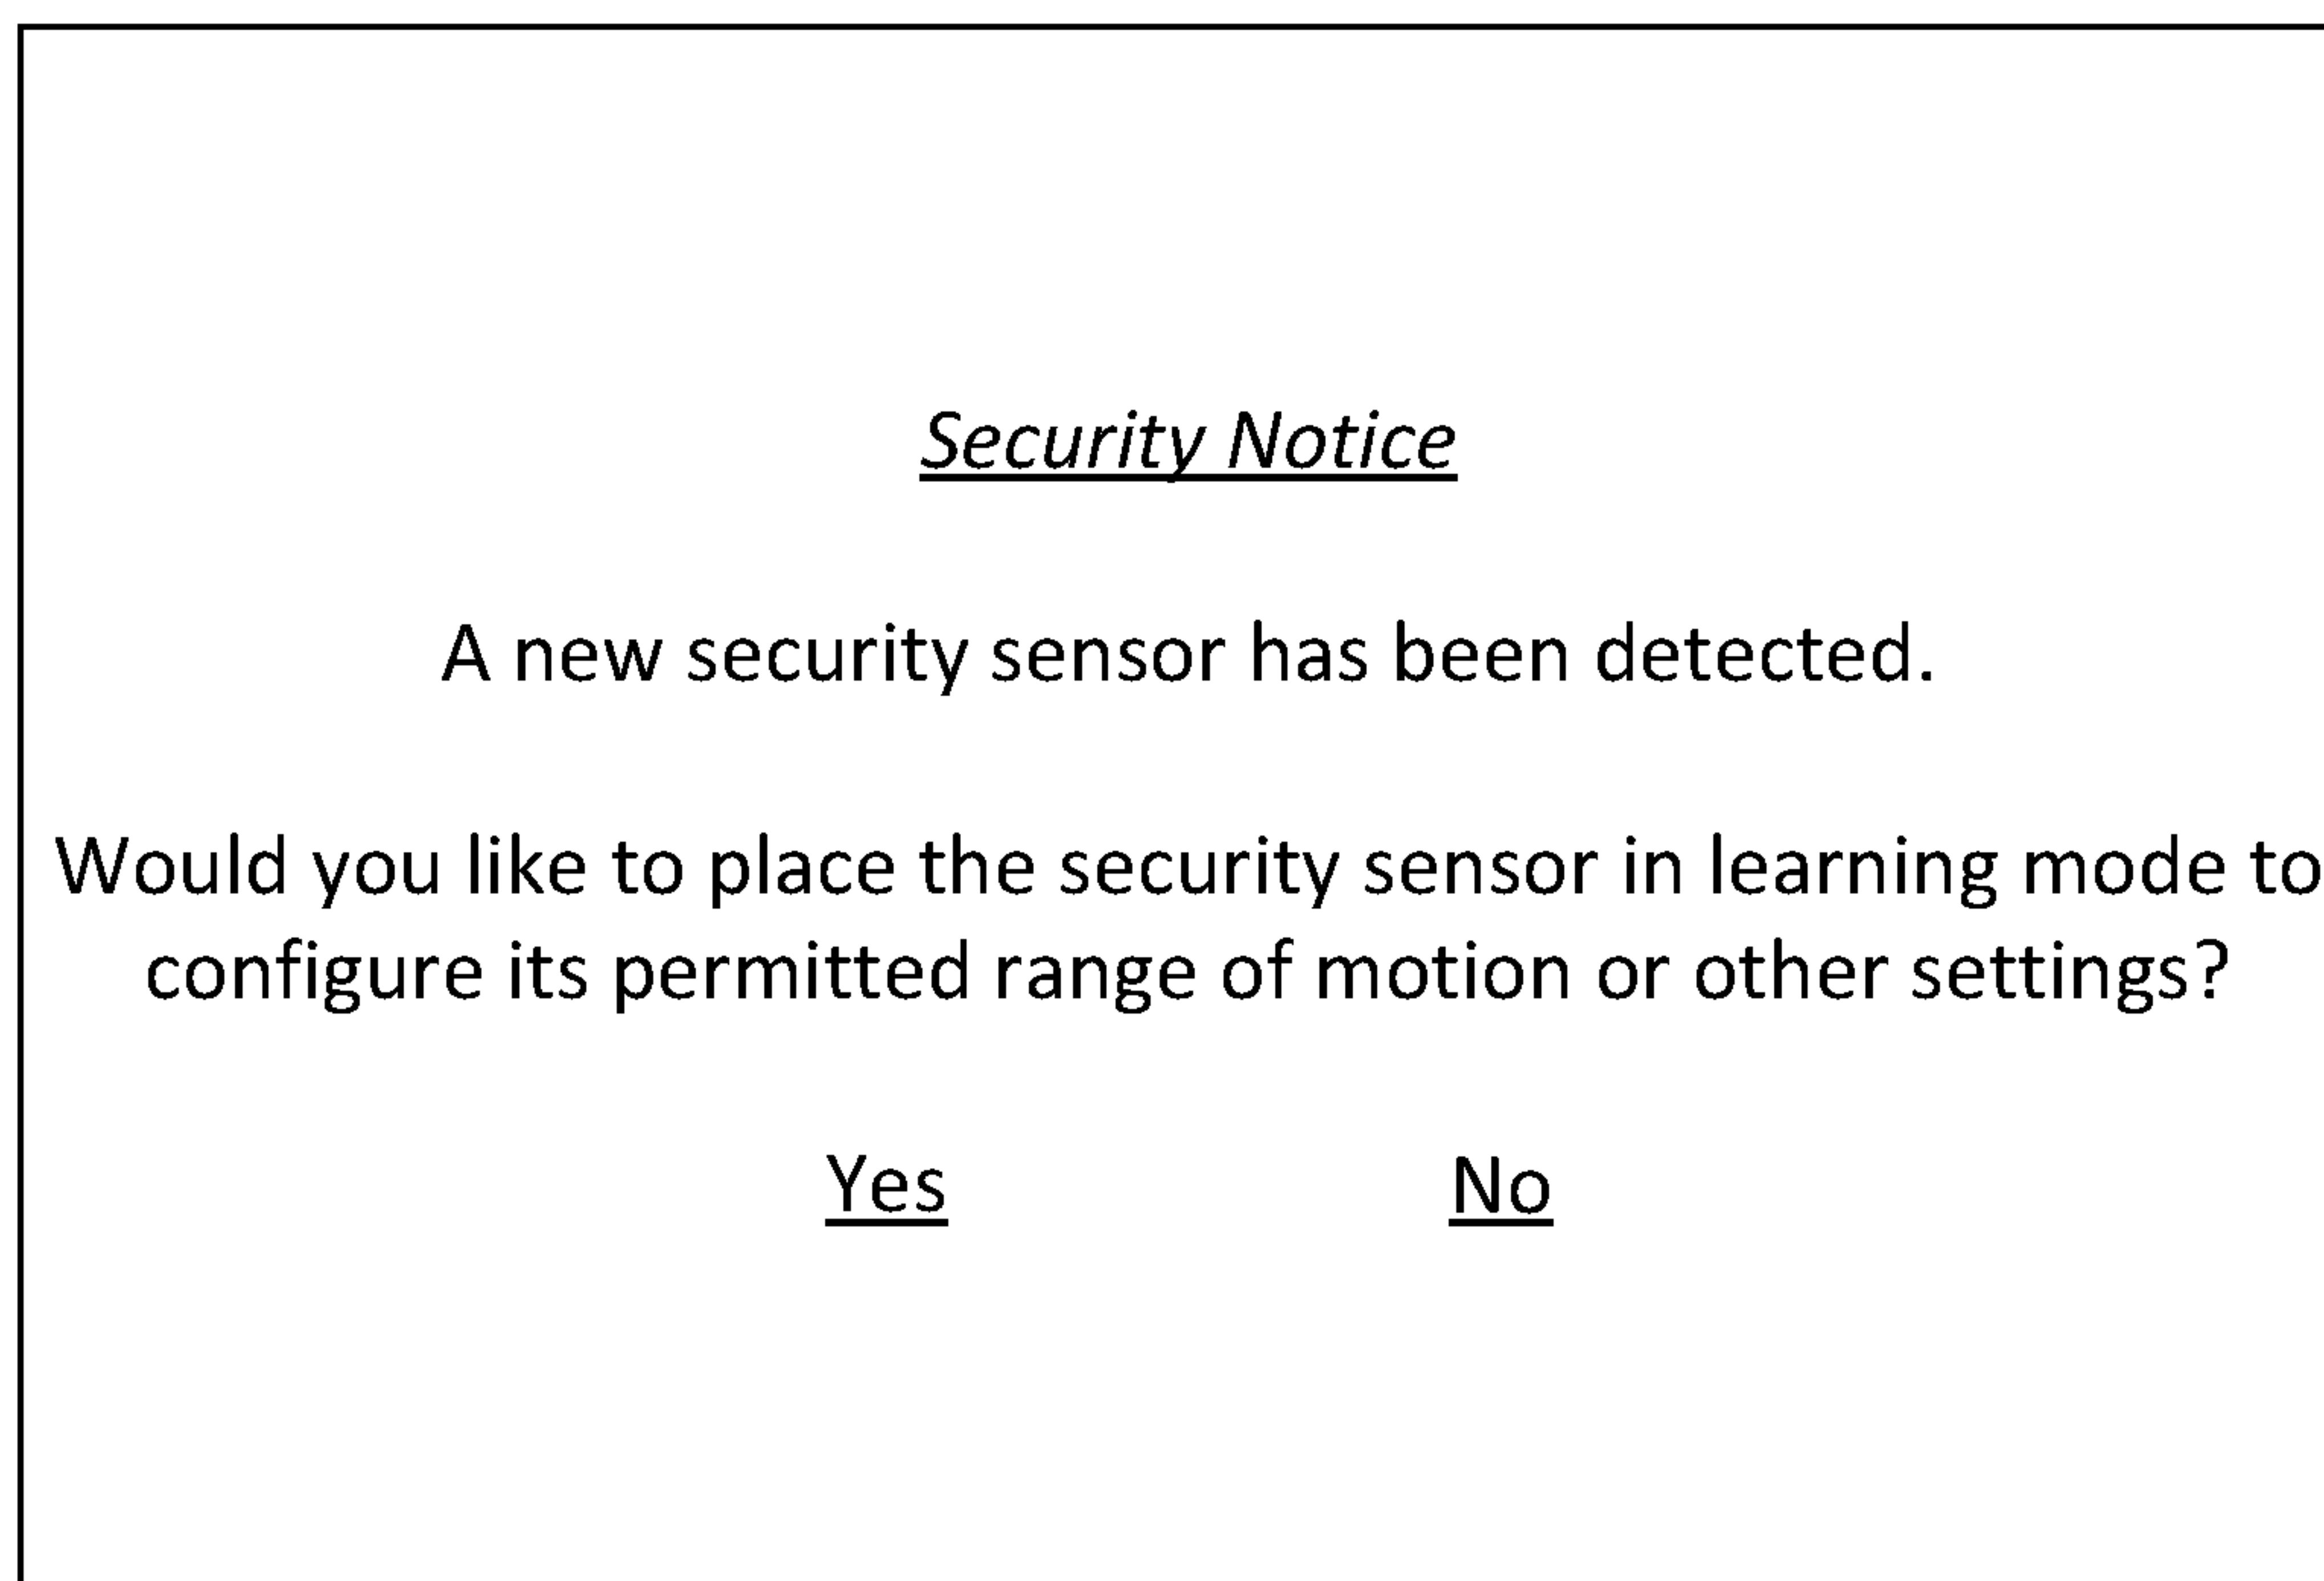 Security Notice
A new security sensor has been detected.
Would you like to place the security sensor in learning mode to
configure its permitted range of motion or other settings?
Yes No